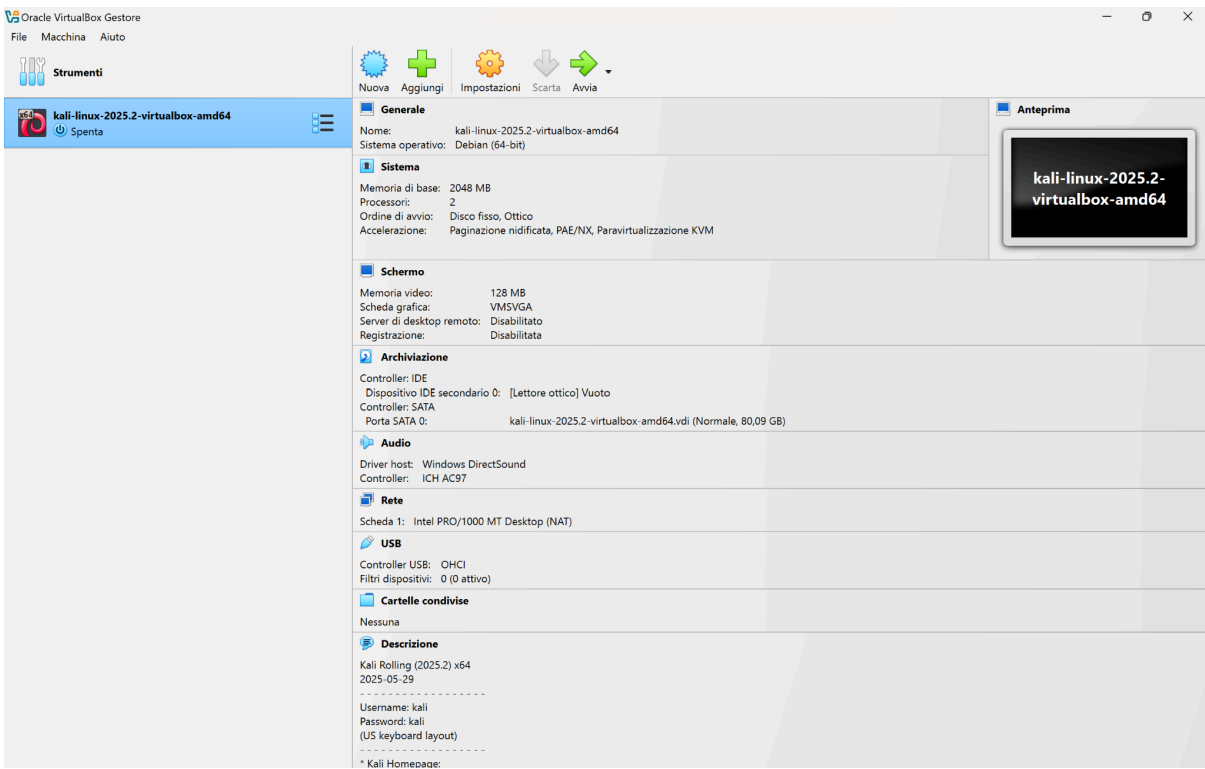 Oracle VirtualBox Gestore
File Macchina Aiuto
Strumenti
Nuova Aggiungi Impostazioni Scarta Avvia
x64
kali-linux-2025.2-virtualbox-amd64
Spenta
Generale
Nome: kali-linux-2025.2-virtualbox-amd64
Sistema operativo: Debian (64-bit)
Anteprima
kali-linux-2025.2-
virtualbox-amd64
Sistema
Memoria di base: 2048 MB
Processori: 2
Ordine di avvio: Disco fisso, Ottico
Accelerazione: Paginazione nidificata, PAE/NX, Paravirtualizzazione KVM
Schermo
Memoria video: 128 MB
Scheda grafica: VMSVGA
Server di desktop remoto: Disabilitato
Registrazione: Disabilitata
Archiviazione
Controller: IDE
Dispositivo IDE secondario 0: [Lettore ottico] Vuoto
Controller: SATA
Porta SATA 0: kali-linux-2025.2-virtualbox-amd64.vdi (Normale, 80,09 GB)
Audio
Driver host: Windows DirectSound
Controller: ICH AC97
Rete
Scheda 1: Intel PRO/1000 MT Desktop (NAT)
USB
Controller USB: OHCI
Filtri dispositivi: 0 (0 attivo)
Cartelle condivise
Nessuna
Descrizione
Kali Rolling (2025.2) x64
2025-05-29
- - - - - - - - - - - - - - - - - -
Username: kali
Password: kali
(US keyboard layout)
- - - - - - - - - - - - - - - - - -
* Kali Homepage: